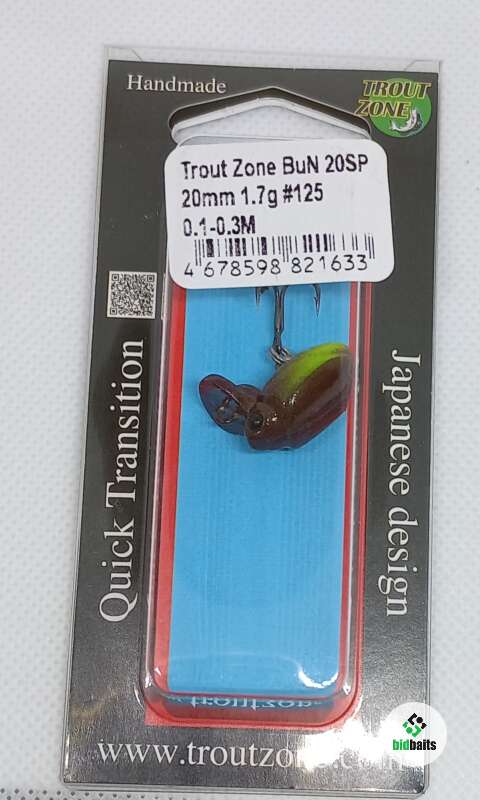 Handmade
TROUT
ZONE
Trout Zone BuN 20SP
20mm 1.7g #125
0.1-0.3M
4 678598 821633
Quick Transition
Japanese design
troutzone
www.troutzone.com
bidbaits